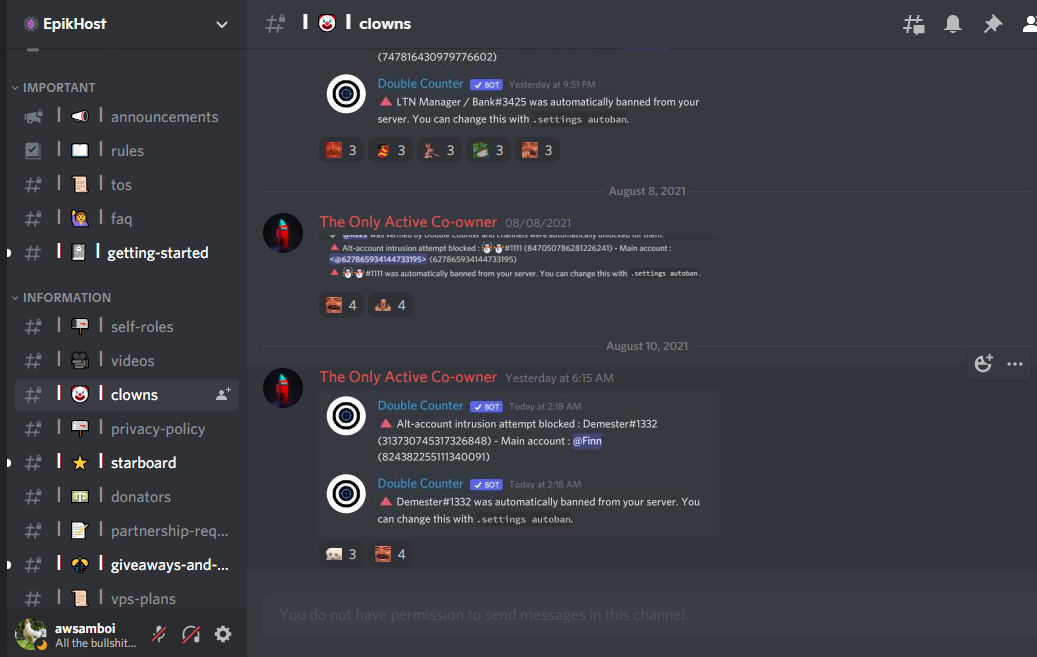 EpikHost
IMPORTANT
announcements
rules
tos
faq
getting-started
INFORMATION
self-roles
videos
clowns
privacy-policy
starboard
donators
partnership-req...
giveaways-and-...
vps-plans
awsamboi
All the bullshit...
clowns
(747816430979776602)
Double Counter BOT Yesterday at 9:51 PM
LTN Manager / Bank#3425 was automatically banned from your
server. You can change this with .settings autoban.
3 3 3 3 3
August 8, 2021
The Only Active Co-owner 08/08/2021
was verified by Double Counter and channels were automatically unlocked for them.
Alt-account intrusion attempt blocked : #1111 (847050786281226241) - Main account :
<@627865934144733195> (627865934144733195)
#1111 was automatically banned from your server. You can change this with .settings autoban.
4 4
August 10, 2021
The Only Active Co-owner Yesterday at 6:15 AM
Double Counter BOT Today at 2:18 AM
Alt-account intrusion attempt blocked : Demester#1332
(313730745317326848) - Main account : @Finn
(824382255111340091)
Double Counter BOT Today at 2:18 AM
Demester#1332 was automatically banned from your server. You
can change this with .settings autoban.
3 4
You do not have permission to send messages in this channel.